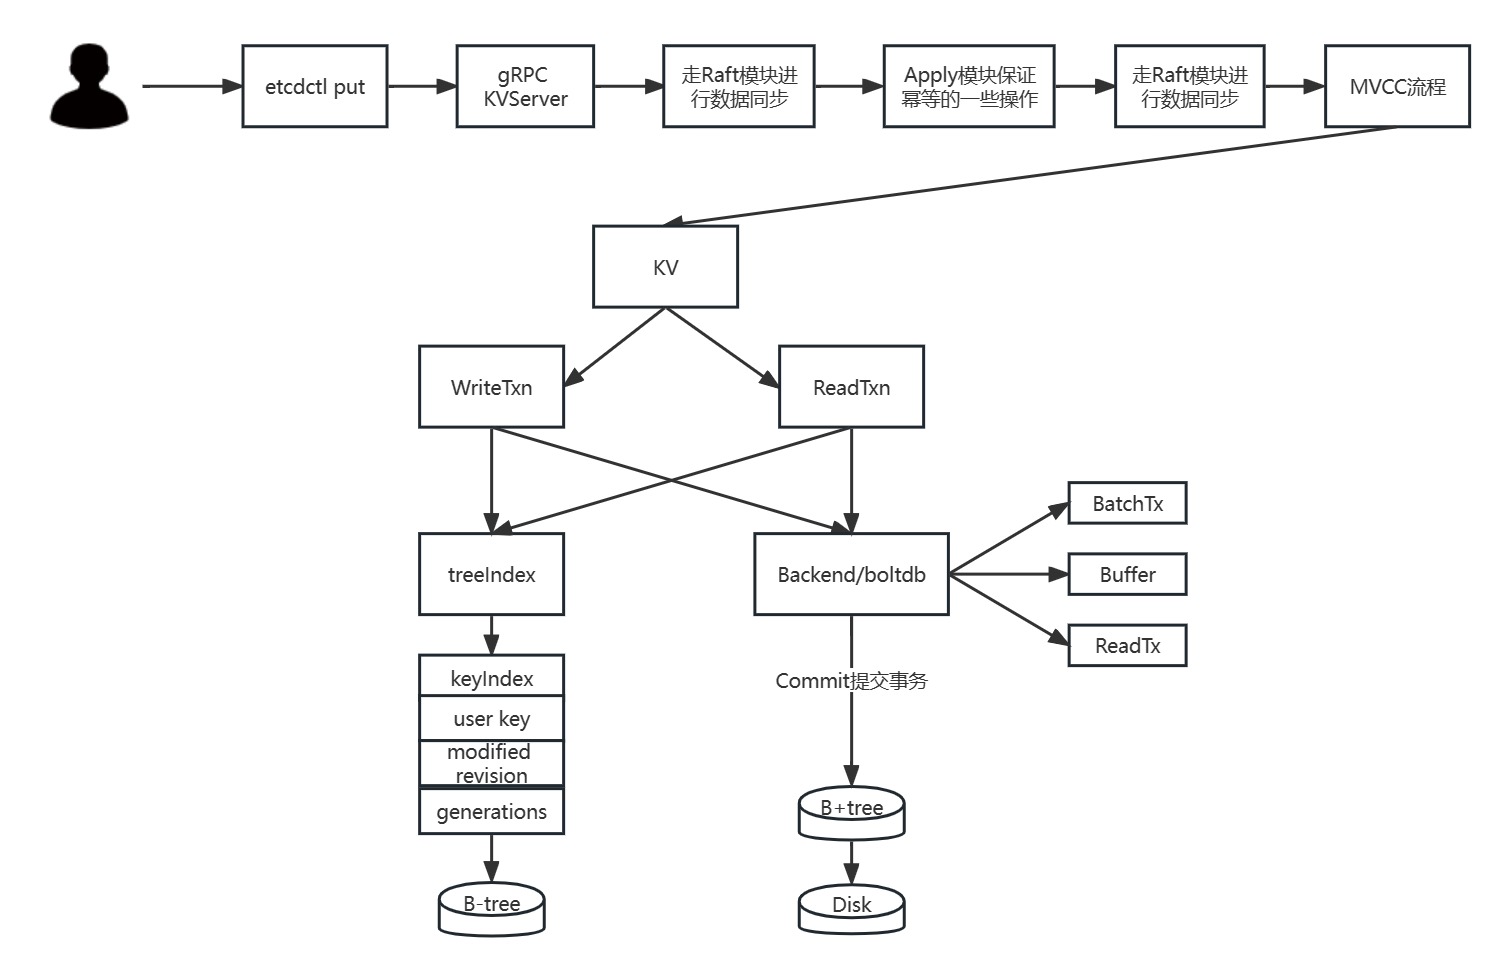 etcdctl put
gRPC
KVServer
走Raft模块进
行数据同步
Apply模块保证
幂等的一些操作
走Raft模块进
行数据同步
MVCC流程
KV
WriteTxn
ReadTxn
treeIndex
Backend/boltdb
BatchTx
Buffer
ReadTx
keyIndex
user key
modified
revision
generations
B-tree
Commit提交事务
B+tree
Disk